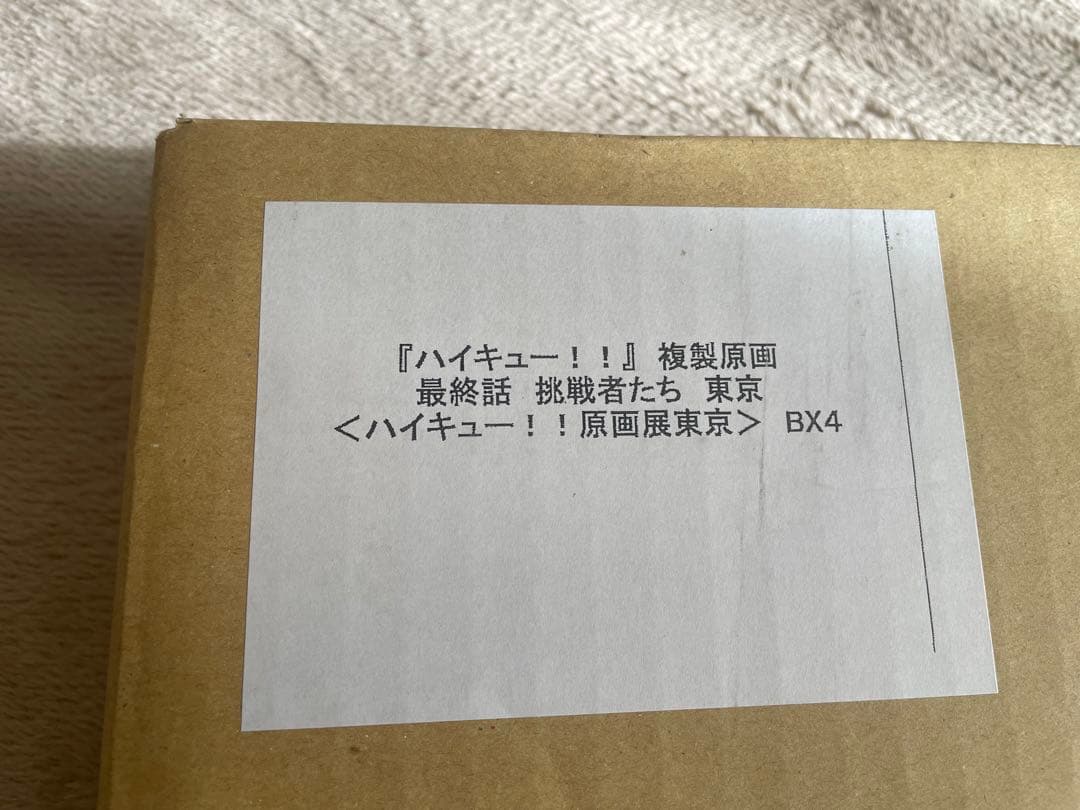 『ハイキュー！！』 複製原画
最終話 挑戦者たち 東京
＜ハイキュー！！原画展東京＞ BX4